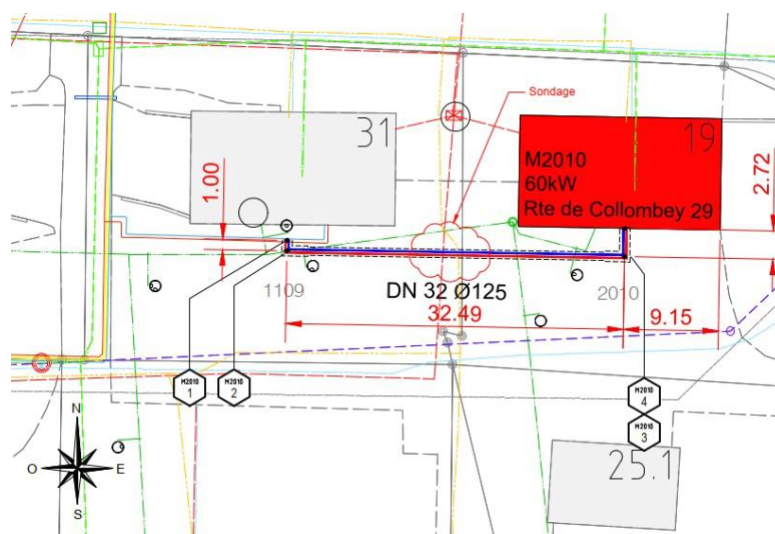 31
Sondage
19
M2010
60kW
Rte de Collombey 29
1.00
2.72
1109
DN 32 Ø125
2010
32.49
9.15
M2010
1
M2010
2
M2010
4
M2010
3
N
O
E
S
25.1